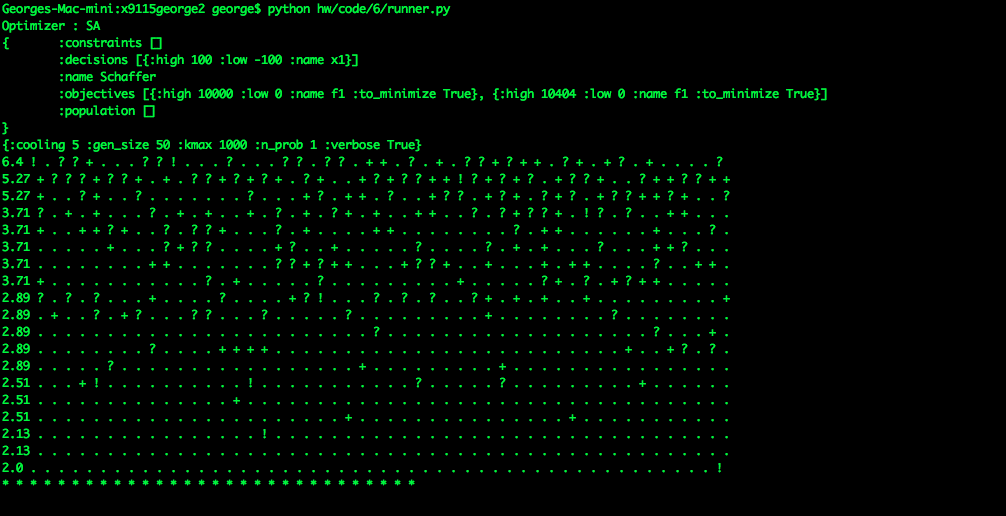 Georges-Mac-mini:x9115george2 george$ python hw/code/6/runner.py
Optimizer : SA
{ :constraints []
:decisions [{:high 100 :low -100 :name x1}]
:name Schaffer
:objectives [{:high 10000 :low 0 :name f1 :to_minimize True}, {:high 10404 :low 0 :name f1 :to_minimize True}]
:population []
}
{:cooling 5 :gen_size 50 :kmax 1000 :n_prob 1 :verbose True}
6.4 ! . ? ? + . . . ? ? ! . . . ? . . . ? ? . ? ? . + + . ? . + . ? ? + ? + + . ? + . + ? . + . . . . ?
5.27 + ? ? ? + ? ? + . + . ? ? + ? + ? + . ? + . . + ? + ? ? + + ! ? + ? + ? . + ? ? + . . ? + + ? ? + +
5.27 + . . ? + . . ? . . . . . . . ? . . . + ? . + + . ? . . + ? ? . + ? + . ? + ? . + ? ? + + ? + . . ?
3.71 ? . + . + . . . ? . + . + . . + . ? . + . ? + . + . . + + . . ? . ? + ? ? + . ! ? . ? . . + + . . .
3.71 + . . + + ? + . . ? . ? ? + . . . ? . + . . . . + + . . . . . . . . ? . + + . . . . . . + . . . ? .
3.71 . . . . . + . . . ? + ? ? . . . . + ? . . + . . . . . ? . . . . ? . + . + . . . ? . . . + + ? . . .
3.71 . . . . . . . . + + . . . . . . . ? ? + ? + + . . . + ? ? + . . + . . . + . + + . . . . ? . . + + .
3.71 + . . . . . . . . . . . ? . + . . . . . ? . . . . . . . . . + . . . . . ? + . ? . + ? + + . . . . .
2.89 ? . ? . ? . . . + . . . . ? . . . . + ? ! . . . ? . ? . ? . . ? + . + . + . . + . . . . . . . . . +
2.89 . + . . ? . + ? . . . ? ? . . . ? . . . . . ? . . . . . . . . . + . . . . . . . . ? . . . . . . . .
2.89 . . . . . . . . . . . . . . . . . . . . . . . . ? . . . . . . . . . . . . . . . . . . . ? . . . + .
2.89 . . . . . . . . ? . . . . + + + + . . . . . . . . . . . . . . . . . . . . . . . . . + . . + ? . ? .
2.89 . . . . . ? . . . . . . . . . . . . . . . . . + . . . . . . . . . + . . . . . . . . . . . . . . . .
2.51 . . . + ! . . . . . . . . . . ! . . . . . . . . . . . ? . . . . . ? . . . . . . . . . + . . . . . .
2.51 . . . . . . . . . . . . . . + . . . . . . . . . . . . . . . . . . . . . . . . . . . . . . . . . . .
2.51 . . . . . . . . . . . . . . . . . . . . . . + . . . . . . . . . . . . . . . + . . . . . . . . . . .
2.13 . . . . . . . . . . . . . . . . ! . . . . . . . . . . . . . . . . . . . . . . . . . . . . . . . . .
2.13 . . . . . . . . . . . . . . . . . . . . . . . . . . . . . . . . . . . . . . . . . . . . . . . . . .
2.0 . . . . . . . . . . . . . . . . . . . . . . . . . . . . . . . . . . . . . . . . . . . . . . . . . !
* * * * * * * * * * * * * * * * * * * * * * * * * * * * * *